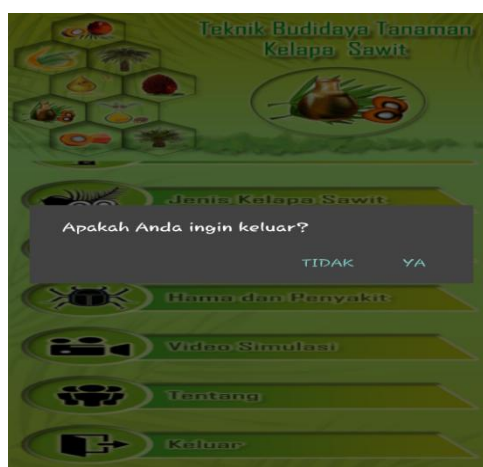 Teknik Budidaya Tanaman
Kelapa Sawit
Jenis Kelapa Sawit
Apakah Anda ingin keluar?
TIDAK YA
Hama dan Penyakit
Video Simulasi
Tentang
Keluar